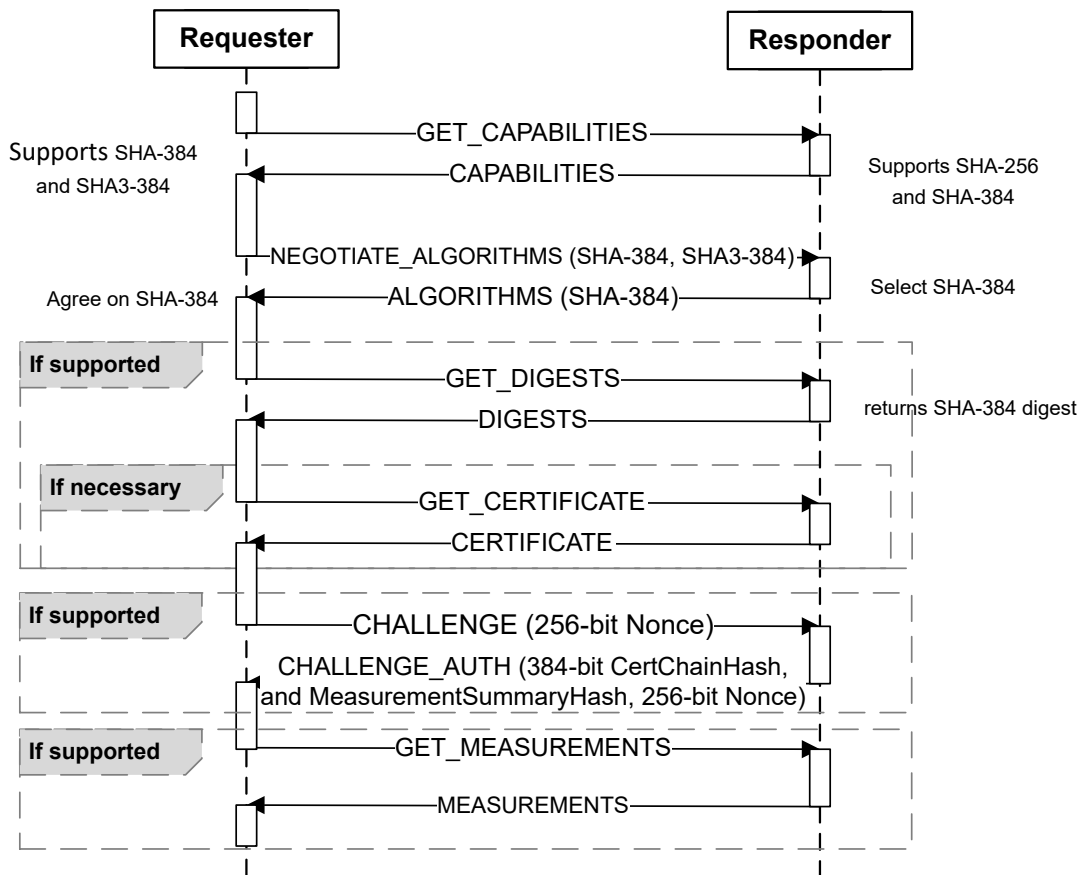 Requester
Responder
GET_CAPABILITIES
Supports SHA-384
and SHA3-384
CAPABILITIES
Supports SHA-256
and SHA-384
NEGOTIATE_ALGORITHMS (SHA-384, SHA3-384)
Agree on SHA-384
ALGORITHMS (SHA-384)
Select SHA-384
If supported
GET_DIGESTS
DIGESTS
returns SHA-384 digest
If necessary
GET_CERTIFICATE
CERTIFICATE
If supported
CHALLENGE (256-bit Nonce)
CHALLENGE_AUTH (384-bit CertChainHash,
and MeasurementSummaryHash, 256-bit Nonce)
If supported
GET_MEASUREMENTS
MEASUREMENTS